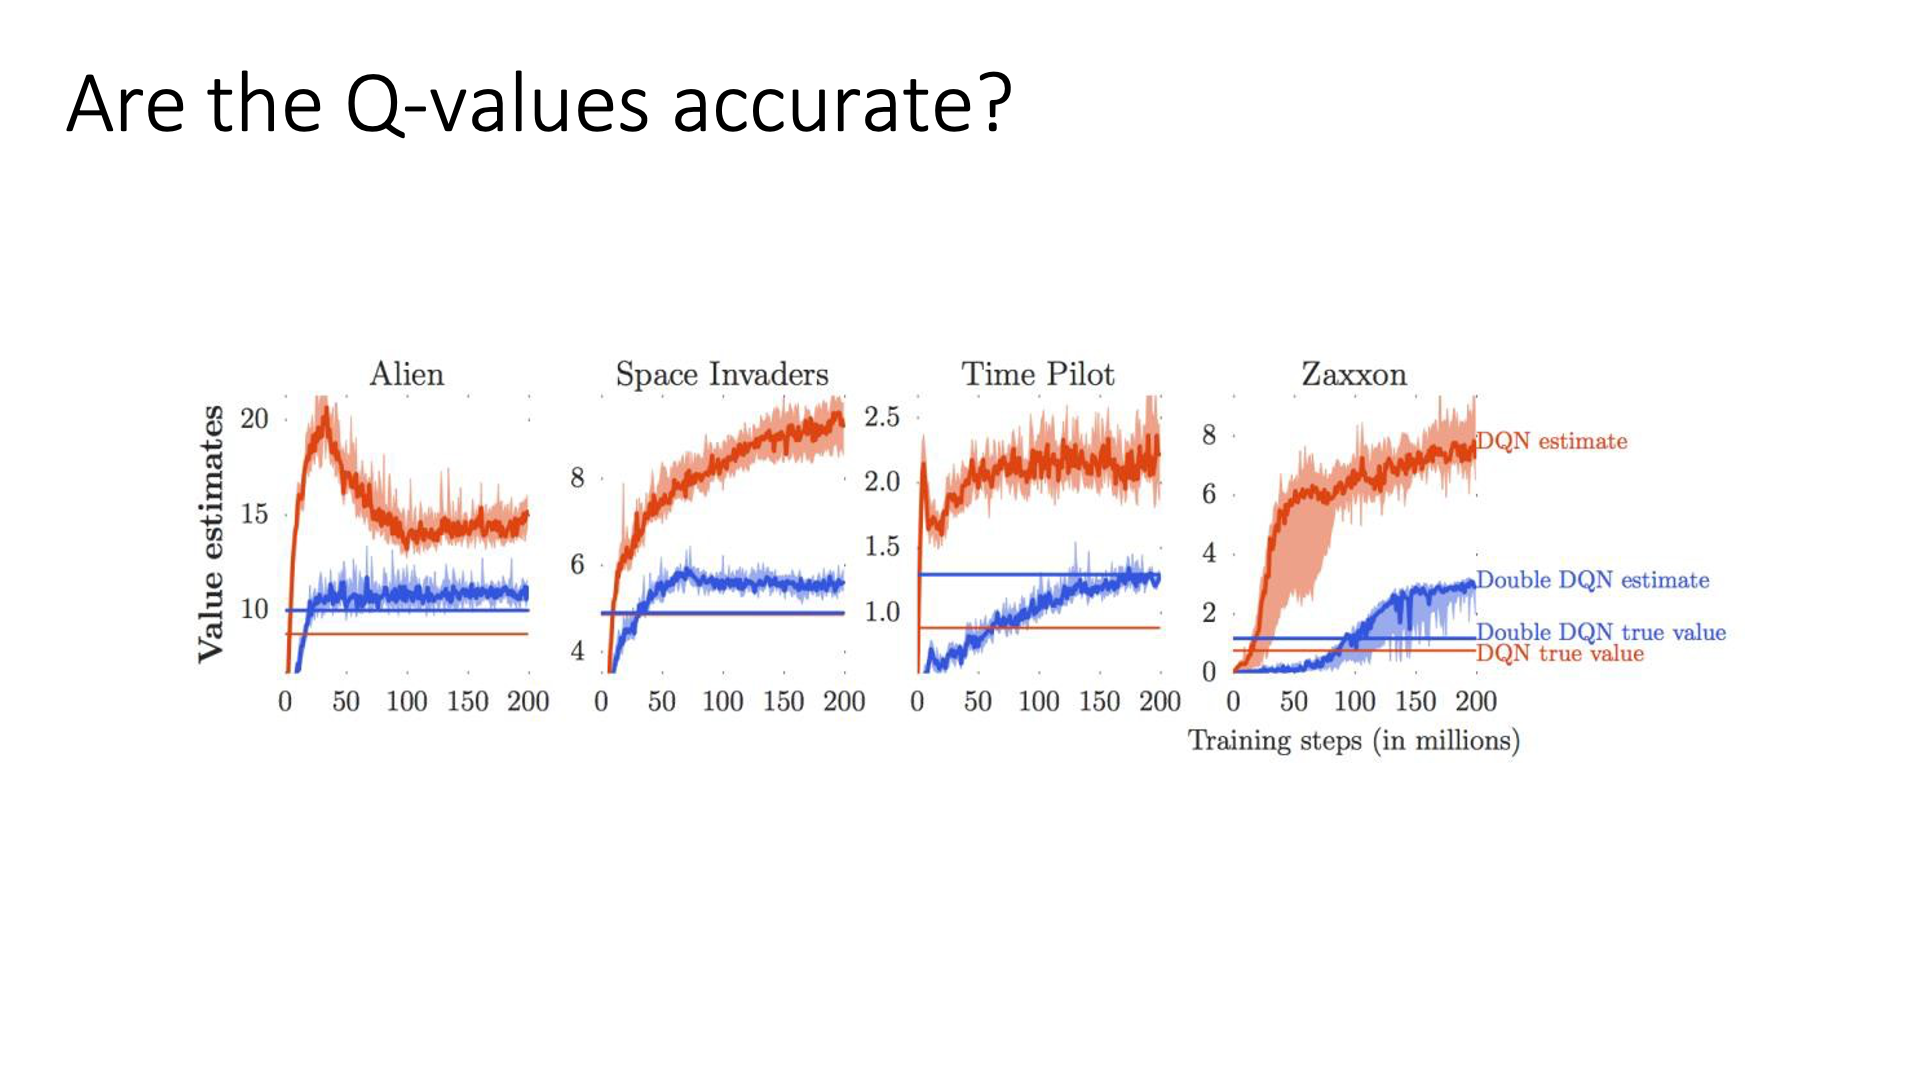 Are the Q-values accurate?
Alien
Space Invaders
Time Pilot
Zaxxon
Value estimates
20
15
10
0 50 100 150 200
8
6
4
0 50 100 150 200
2.5
2.0
1.5
1.0
0 50 100 150 200
8
6
4
2
0
0 50 100 150 200
DQN estimate
Double DQN estimate
Double DQN true value
DQN true value
Training steps (in millions)